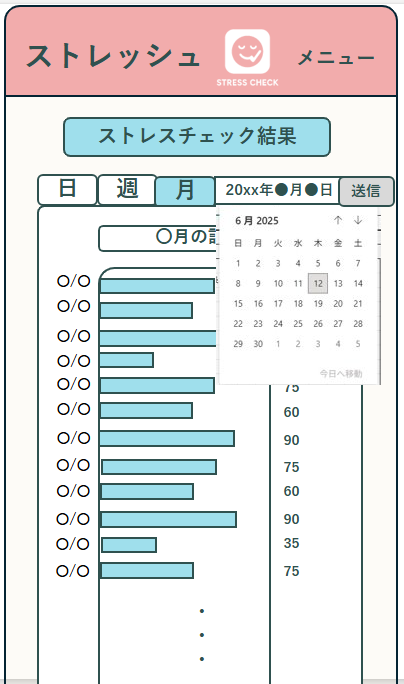 ストレッシュ
STRESS CHECK
メニュー
ストレスチェック結果
日 週 月 20xx年●月●日 送信
〇月の
6 月 2025 ↑ ↓
日 月 火 水 木 金 土
1 2 3 4 5 6 7
8 9 10 11 12 13 14
15 16 17 18 19 20 21
22 23 24 25 26 27 28
29 30 1 2 3 4 5
今日へ移動
〇/〇
〇/〇
〇/〇
〇/〇
〇/〇 75
〇/〇 60
〇/〇 90
〇/〇 75
〇/〇 60
〇/〇 90
〇/〇 35
〇/〇 75
・
・
・